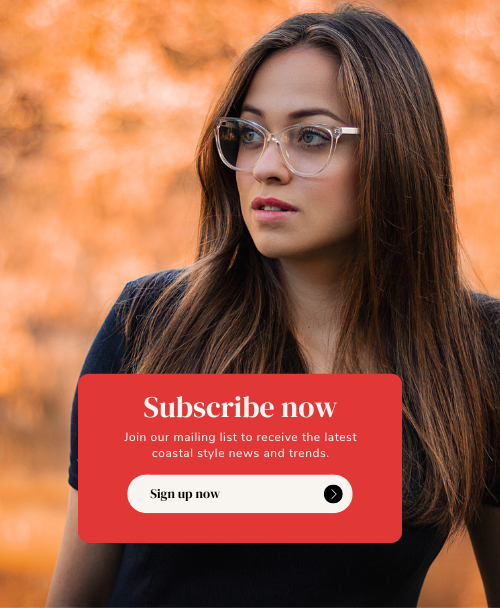 Subscribe now
Join our mailing list to receive the latest
coastal style news and trends.
Sign up now